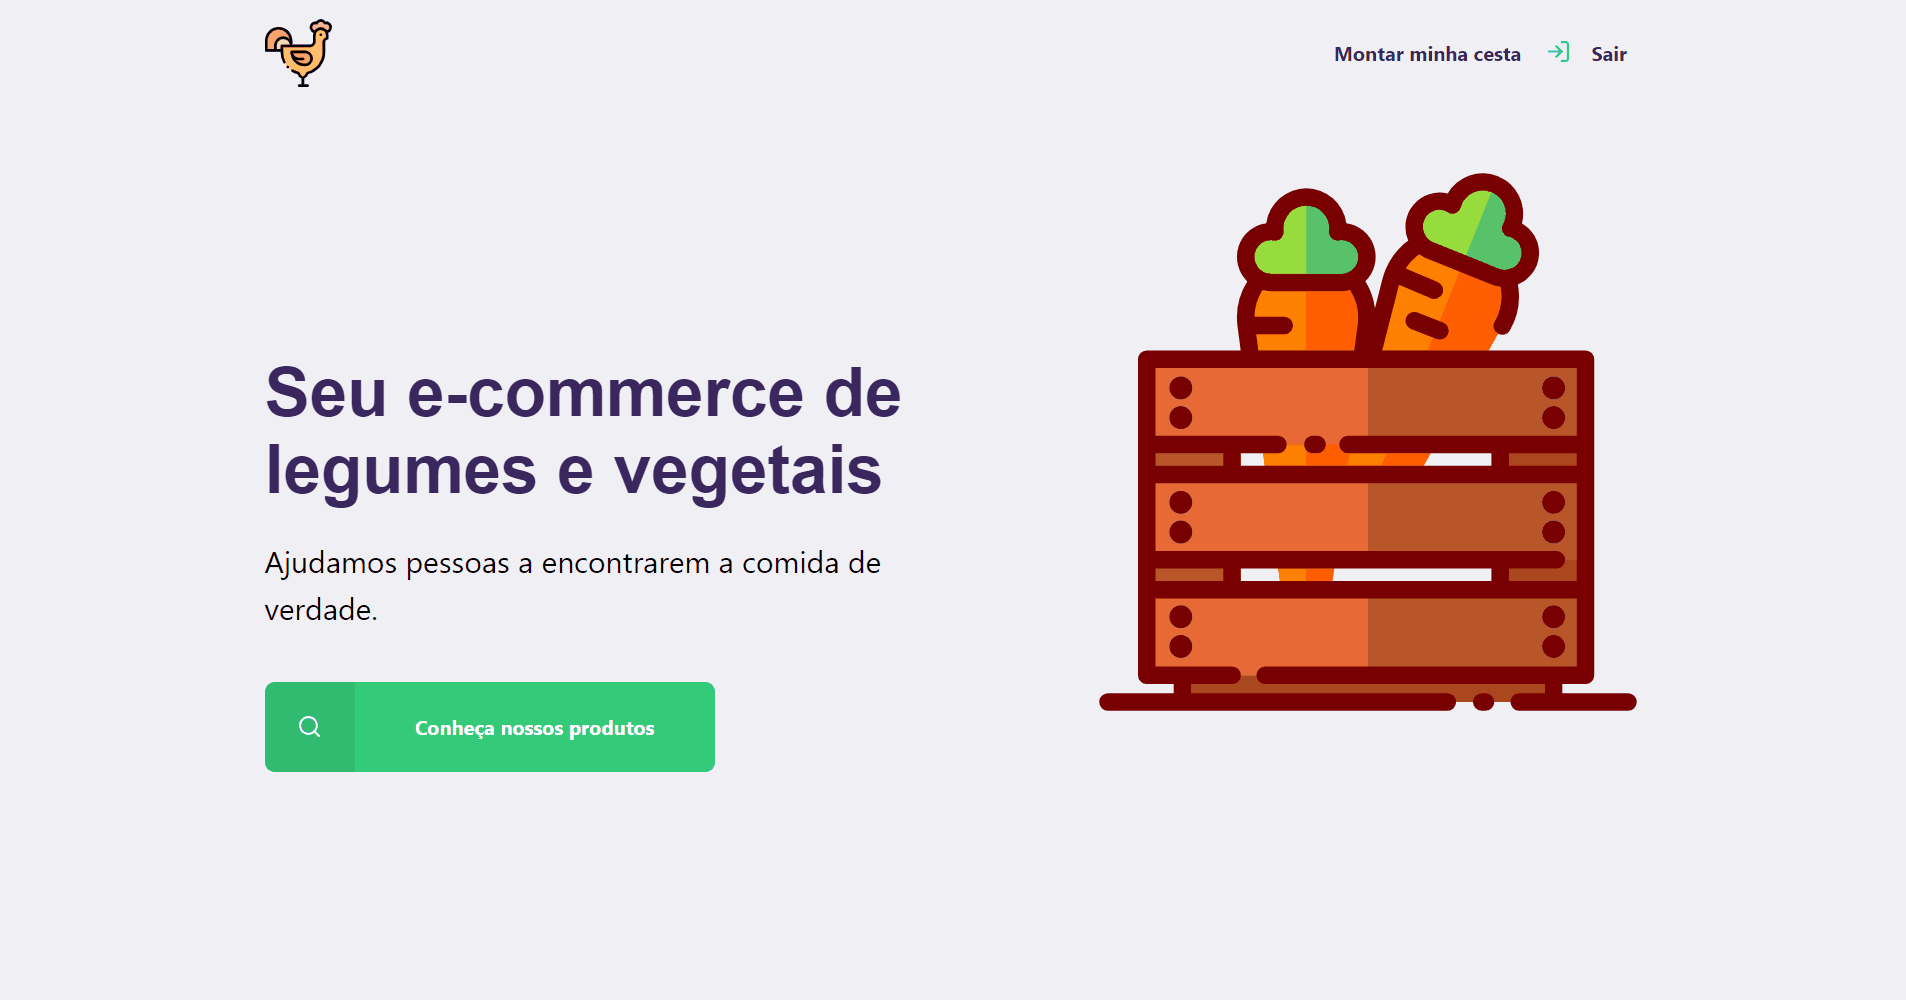 Montar minha cesta Sair
Seu e-commerce de
legumes e vegetais
Ajudamos pessoas a encontrarem a comida de
verdade.
Conheça nossos produtos